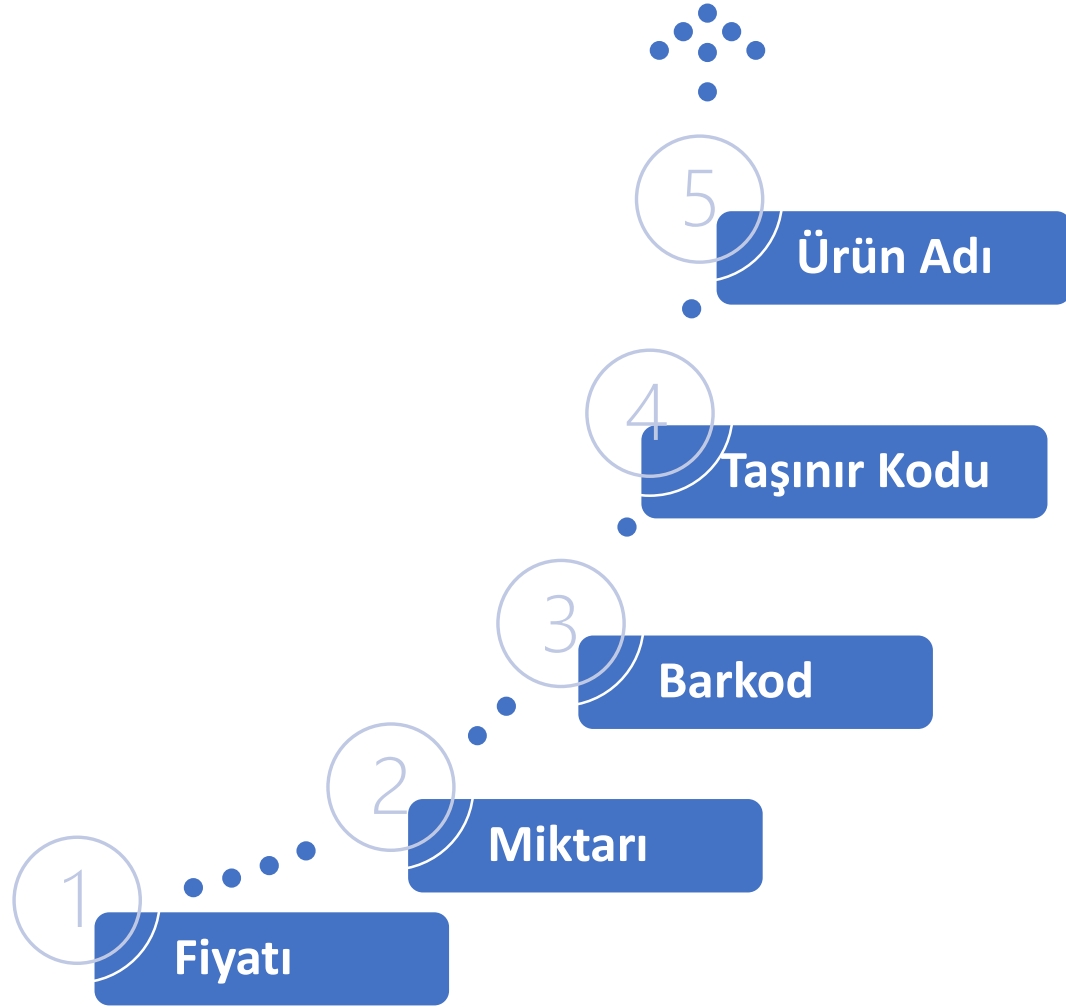 5
Ürün Adı
4
Taşınır Kodu
3
Barkod
2
Miktarı
1
Fiyatı